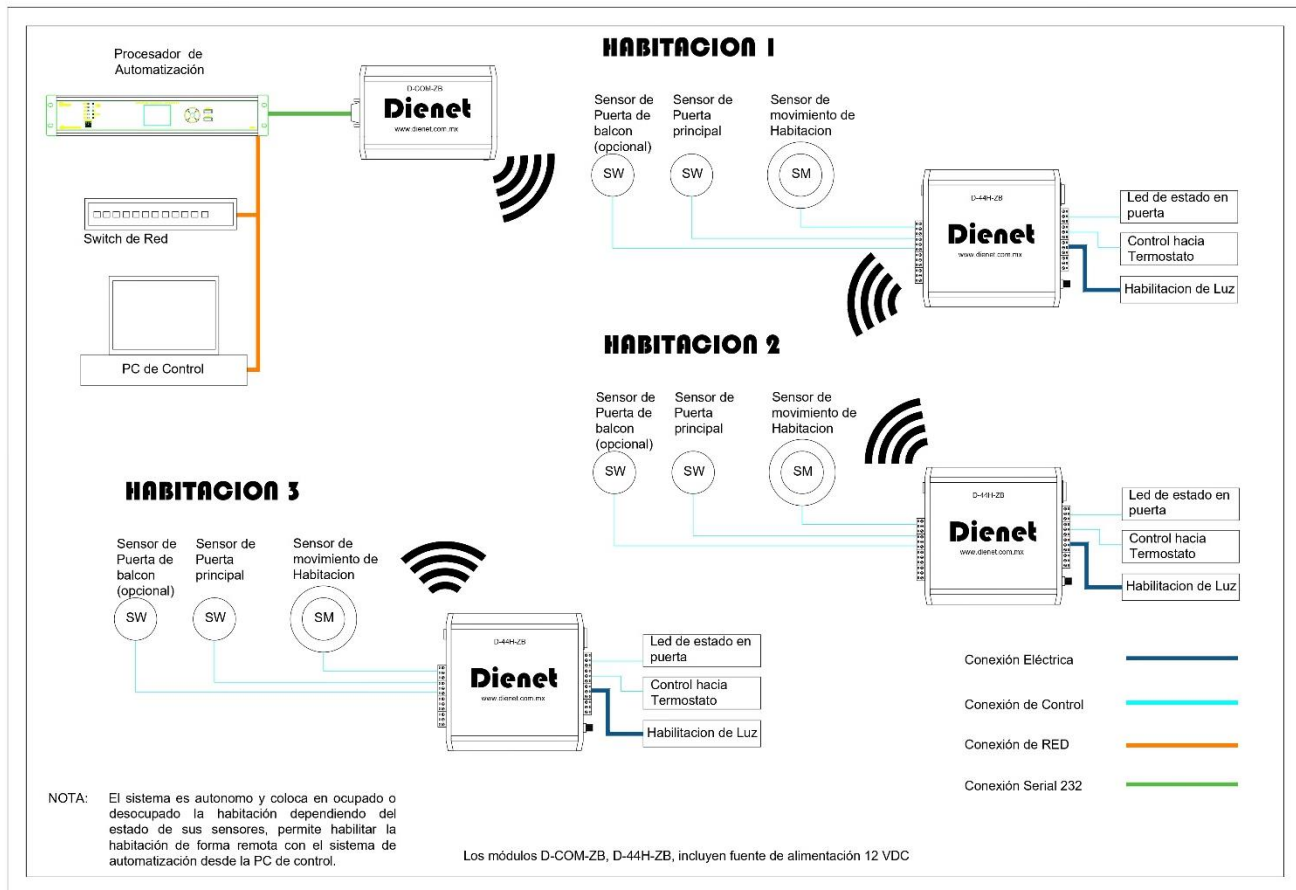 Procesador de
Automatización
D-COM-ZB
Dienet
www.dienet.com.mx
Switch de Red
PC de Control
HABITACION 1
Sensor de
Puerta de
balcon
(opcional)
Sensor de
Puerta
principal
Sensor de
movimiento de
Habitacion
SW
SW
SM
D-44H-ZB
Dienet
www.dienet.com.mx
Led de estado en
puerta
Control hacia
Termostato
Habilitacion de Luz
HABITACION 2
Sensor de
Puerta de
balcon
(opcional)
Sensor de
Puerta
principal
Sensor de
movimiento de
Habitacion
SW
SW
SM
D-44H-ZB
Dienet
www.dienet.com.mx
Led de estado en
puerta
Control hacia
Termostato
Habilitacion de Luz
HABITACION 3
Sensor de
Puerta de
balcon
(opcional)
Sensor de
Puerta
principal
Sensor de
movimiento de
Habitacion
SW
SW
SM
D-44H-ZB
Dienet
www.dienet.com.mx
Led de estado en
puerta
Control hacia
Termostato
Habilitacion de Luz
Conexión Eléctrica
Conexión de Control
Conexión de RED
Conexión Serial 232
NOTA: El sistema es autonomo y coloca en ocupado o
desocupado la habitación dependiendo del
estado de sus sensores, permite habilitar la
habitación de forma remota con el sistema de
automatización desde la PC de control.
Los módulos D-COM-ZB, D-44H-ZB, incluyen fuente de alimentación 12 VDC